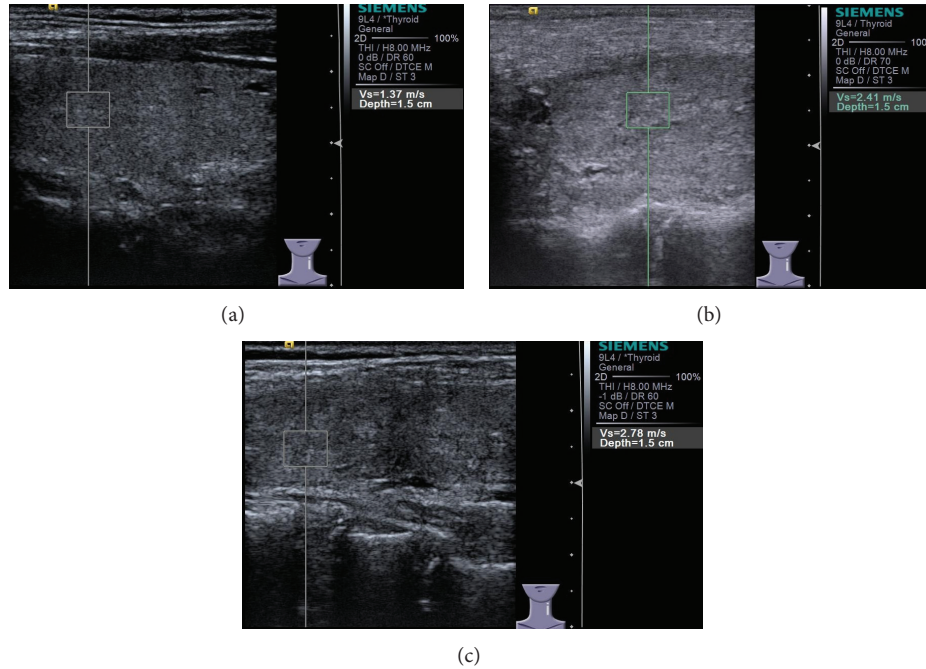 SIEMENS
9L4 / *Thyroid
General
2D 100%
THI / H8.00 MHz
0 dB / DR 60
SC Off / DTCE M
Map D / ST 3
Vs=1.37 m/s
Depth=1.5 cm
(a)
SIEMENS
9L4 / *Thyroid
General
2D 100%
THI / H8.00 MHz
0 dB / DR 70
SC Off / DTCE M
Map D / ST 3
Vs=2.41 m/s
Depth=1.5 cm
(b)
SIEMENS
9L4 / *Thyroid
General
2D 100%
THI / H8.00 MHz
-1 dB / DR 60
SC Off / DTCE M
Map D / ST 3
Vs=2.78 m/s
Depth=1.5 cm
(c)